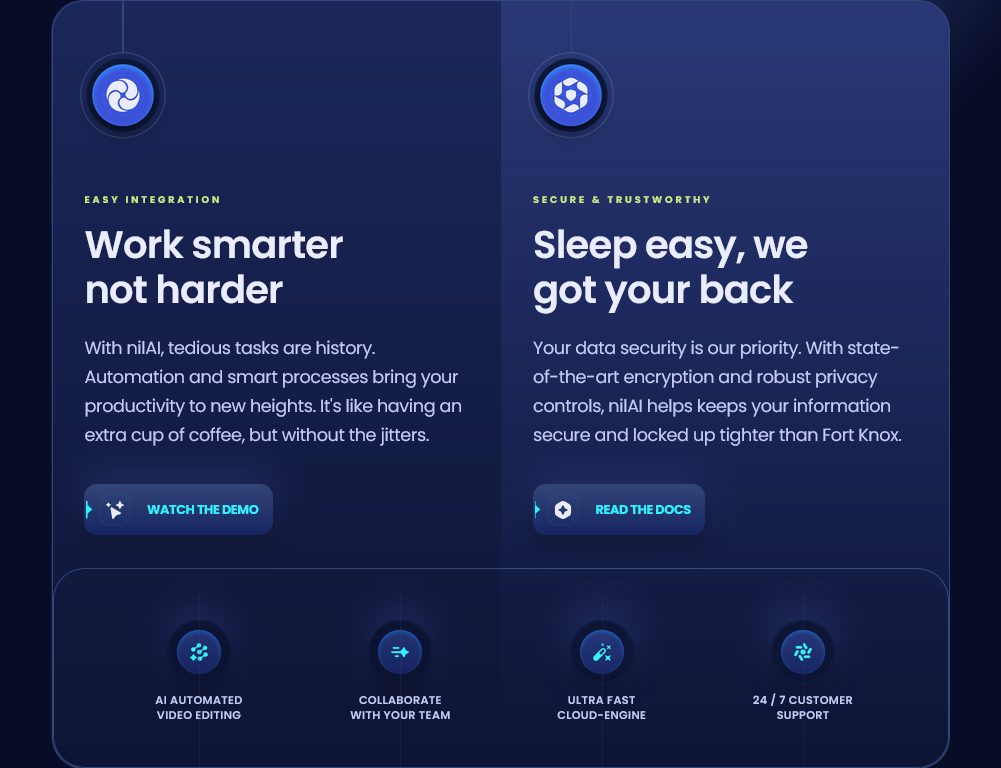 EASY INTEGRATION
Work smarter
not harder
With nilAI, tedious tasks are history.
Automation and smart processes bring your
productivity to new heights. It's like having an
extra cup of coffee, but without the jitters.
WATCH THE DEMO
SECURE & TRUSTWORTHY
Sleep easy, we
got your back
Your data security is our priority. With state-
of-the-art encryption and robust privacy
controls, nilAI helps keeps your information
secure and locked up tighter than Fort Knox.
READ THE DOCS
AI AUTOMATED
VIDEO EDITING
COLLABORATE
WITH YOUR TEAM
ULTRA FAST
CLOUD-ENGINE
24 / 7 CUSTOMER
SUPPORT